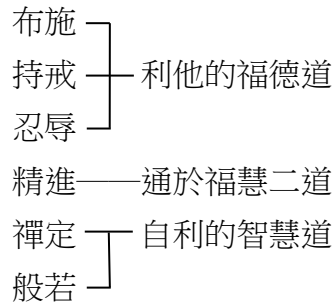 布施
持戒 利他的福德道
忍辱
精進——通於福慧二道
禪定 自利的智慧道
般若